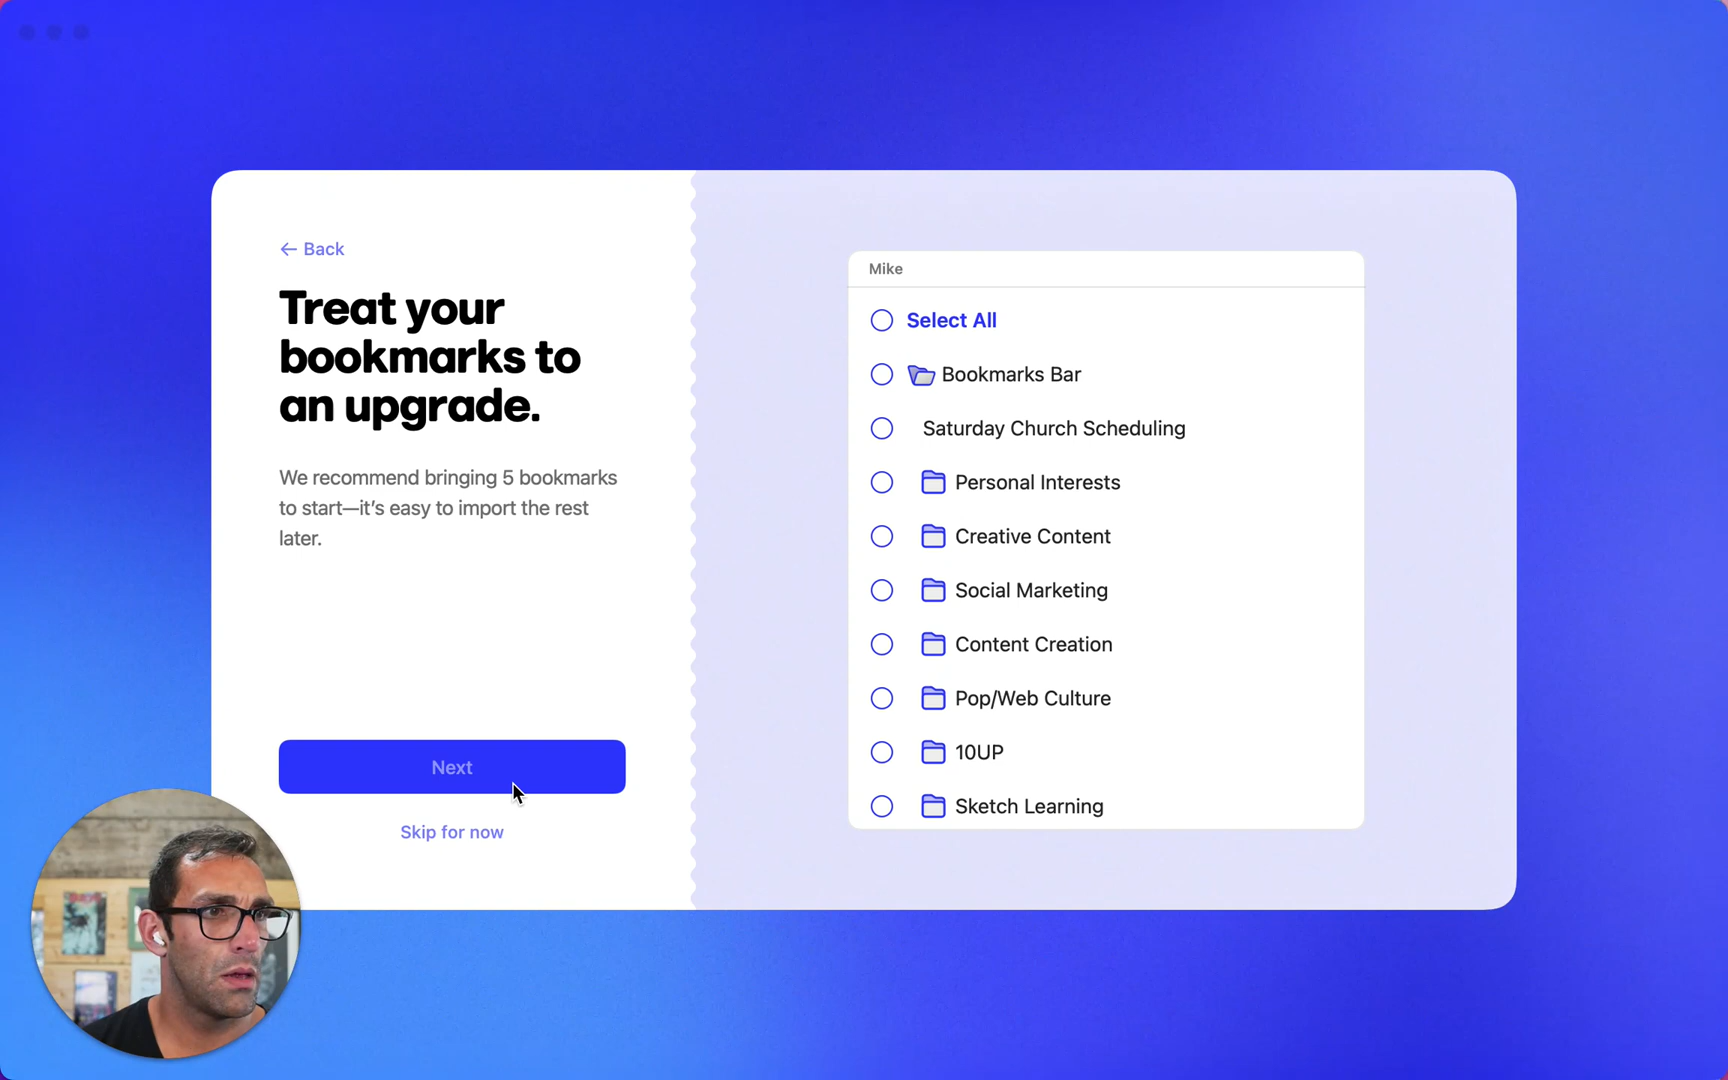 ← Back
Treat your
bookmarks to
an upgrade.
We recommend bringing 5 bookmarks
to start—it’s easy to import the rest
later.
Next
Skip for now
Mike
Select All
Bookmarks Bar
Saturday Church Scheduling
Personal Interests
Creative Content
Social Marketing
Content Creation
Pop/Web Culture
10UP
Sketch Learning